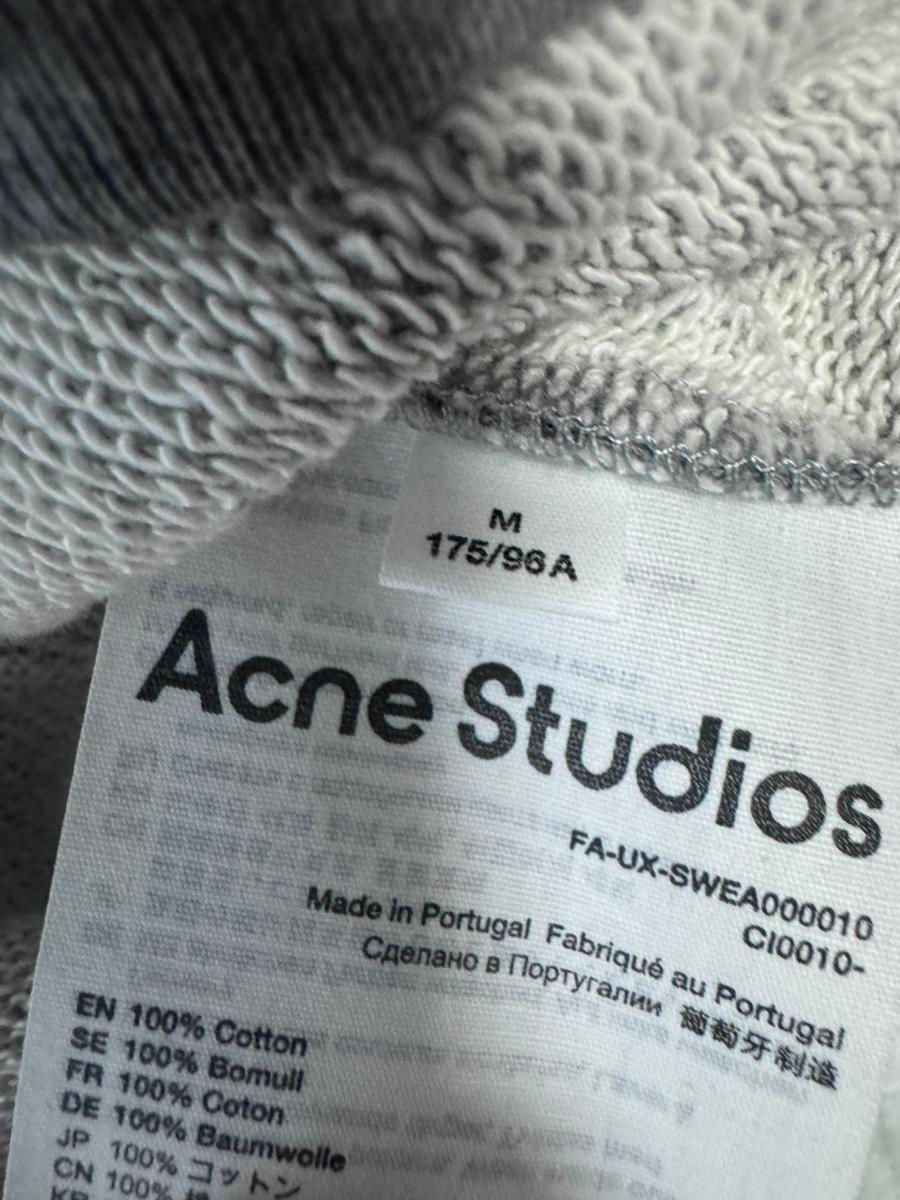 M
175/96A
Acne Studios
FA-UX-SWEA000010
CI0010-
Made in Portugal Fabriqué au Portugal
Сделано в Португалии 葡萄牙制造
EN 100% Cotton
SE 100% Bomull
FR 100% Coton
DE 100% Baumwolle
JP 100% コットン
CN 100%
KR